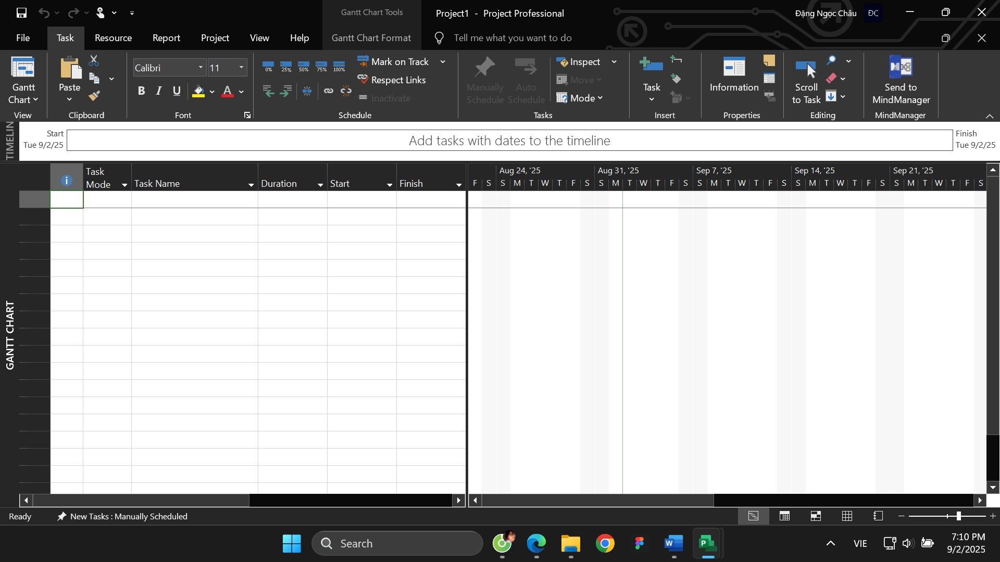 Gantt Chart Tools
Project1 - Project Professional
Đặng Ngọc Châu
ĐC
File
Task
Resource
Report
Project
View
Help
Gantt Chart Format
Tell me what you want to do
Gantt
Chart
View
Paste
Clipboard
Calibri
11
B I U
A
Font
0%
25%
50%
75%
100%
Mark on Track
Respect Links
Inactivate
Schedule
Manually
Schedule
Auto
Schedule
Inspect
Move
Mode
Tasks
Task
Insert
Information
Properties
Scroll
to Task
Editing
Send to
MindManager
MindManager
TIMELIN
Start
Tue 9/2/25
Add tasks with dates to the timeline
Finish
Tue 9/2/25
Task
Mode
Task Name
Duration
Start
Finish
Aug 24, '25
Aug 31, '25
Sep 7, '25
Sep 14, '25
Sep 21, '25
F S S M T W T F S S M T W T F S S M T W T F S S M T W T F S S M T W T F S
GANTT CHART
Ready
New Tasks : Manually Scheduled
Search
W
P
VIE
7:10 PM
9/2/2025